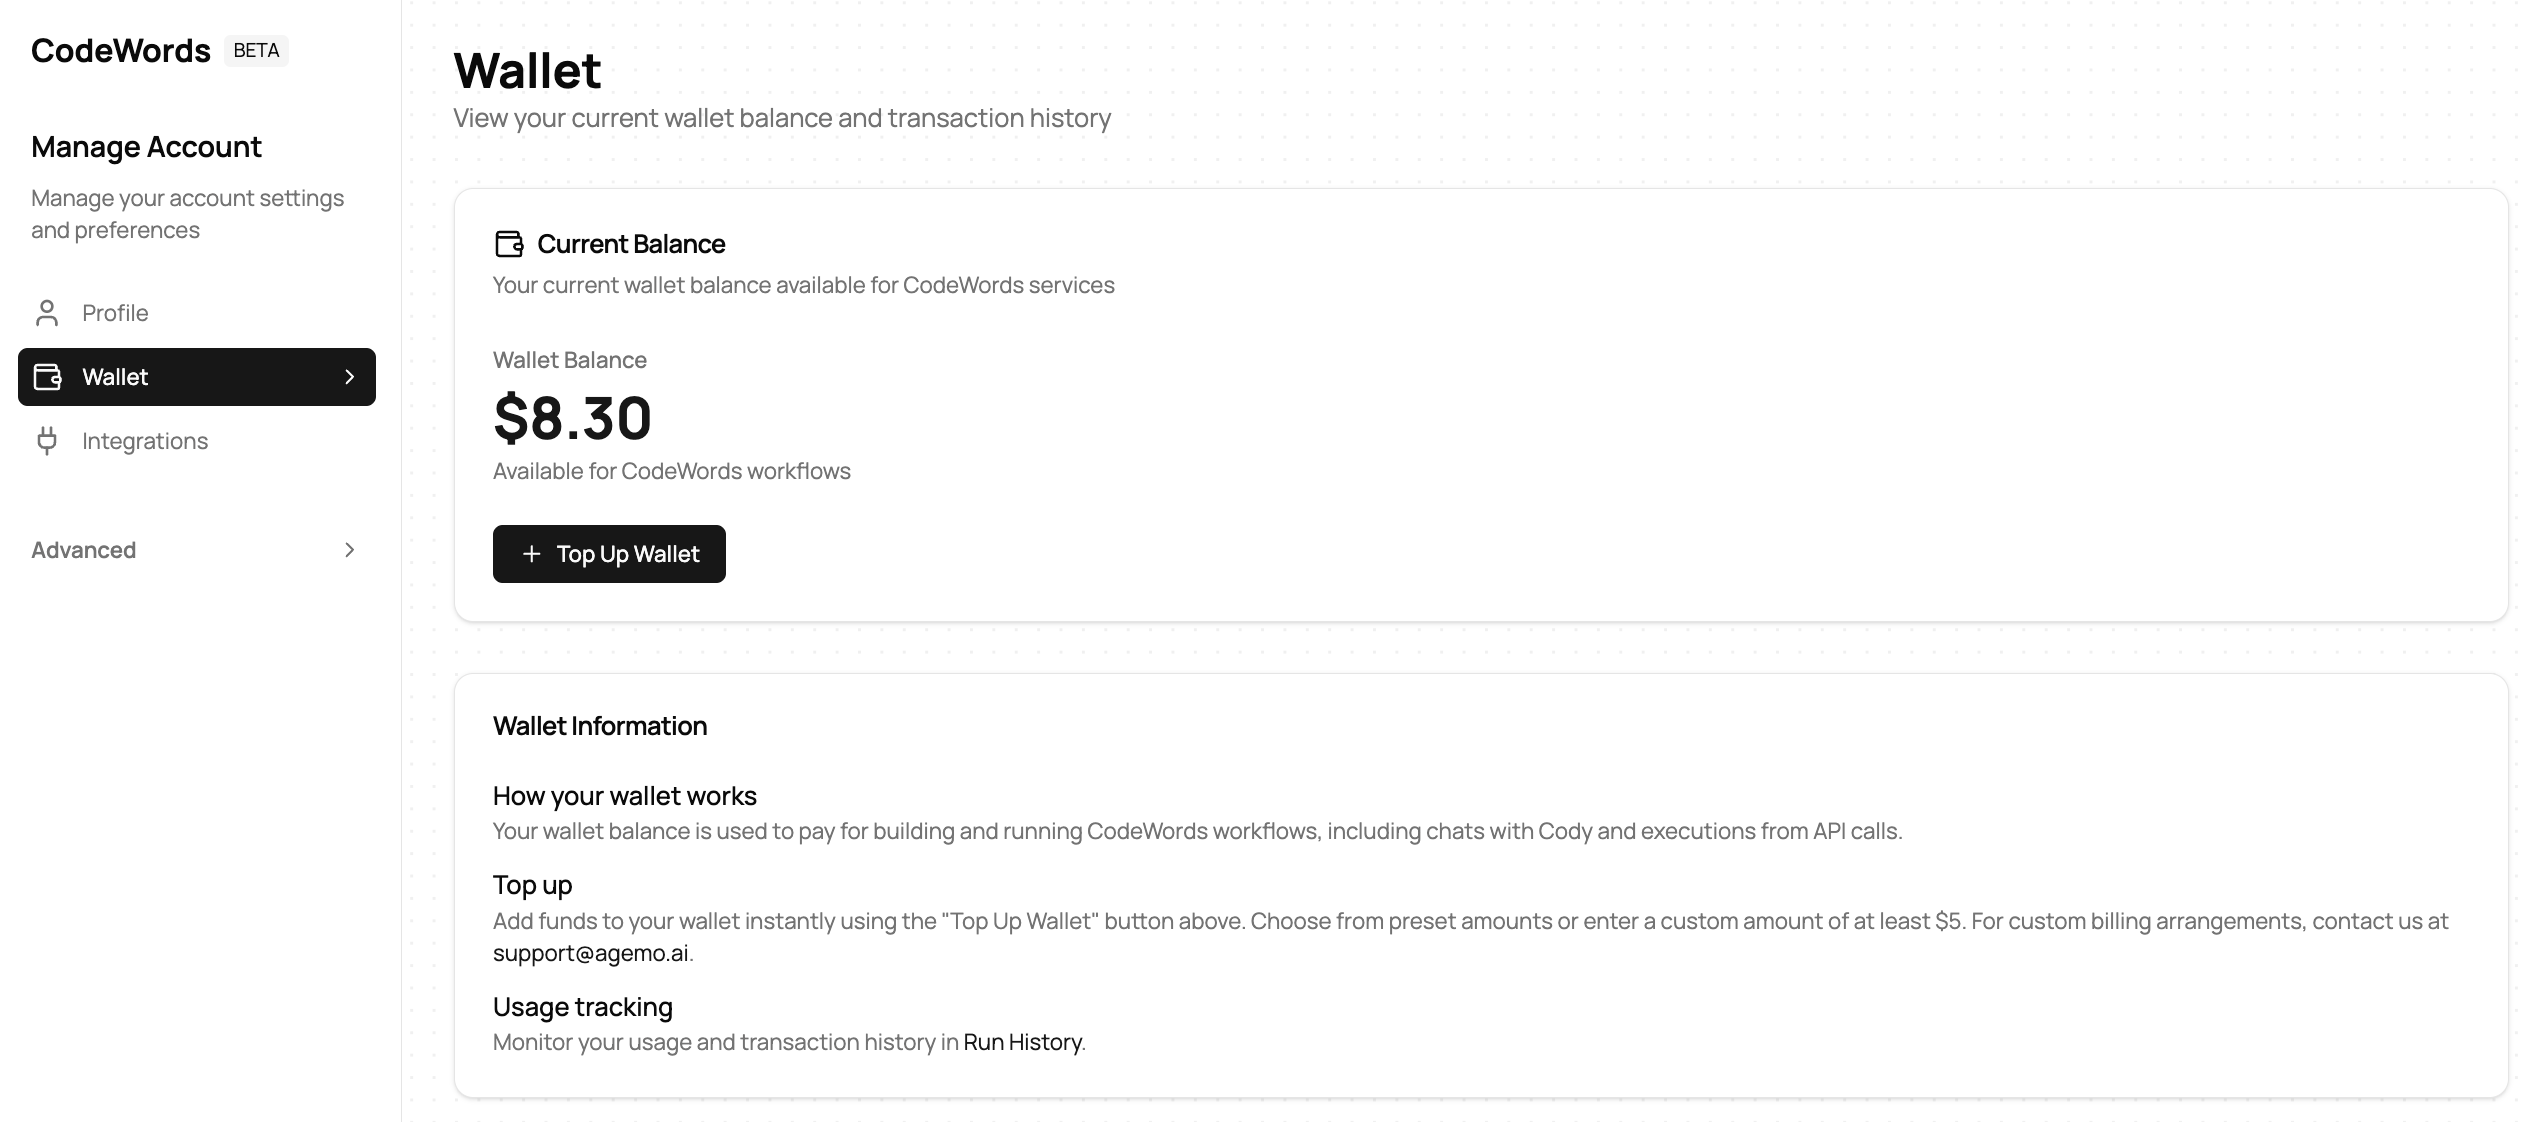 CodeWords BETA
Manage Account
Manage your account settings
and preferences
Profile
Wallet
Integrations
Advanced
Wallet
View your current wallet balance and transaction history
Current Balance
Your current wallet balance available for CodeWords services
Wallet Balance
$8.30
Available for CodeWords workflows
Top Up Wallet
Wallet Information
How your wallet works
Your wallet balance is used to pay for building and running CodeWords workflows, including chats with Cody and executions from API calls.
Top up
Add funds to your wallet instantly using the "Top Up Wallet" button above. Choose from preset amounts or enter a custom amount of at least $5. For custom billing arrangements, contact us at
support@agemo.ai.
Usage tracking
Monitor your usage and transaction history in Run History.